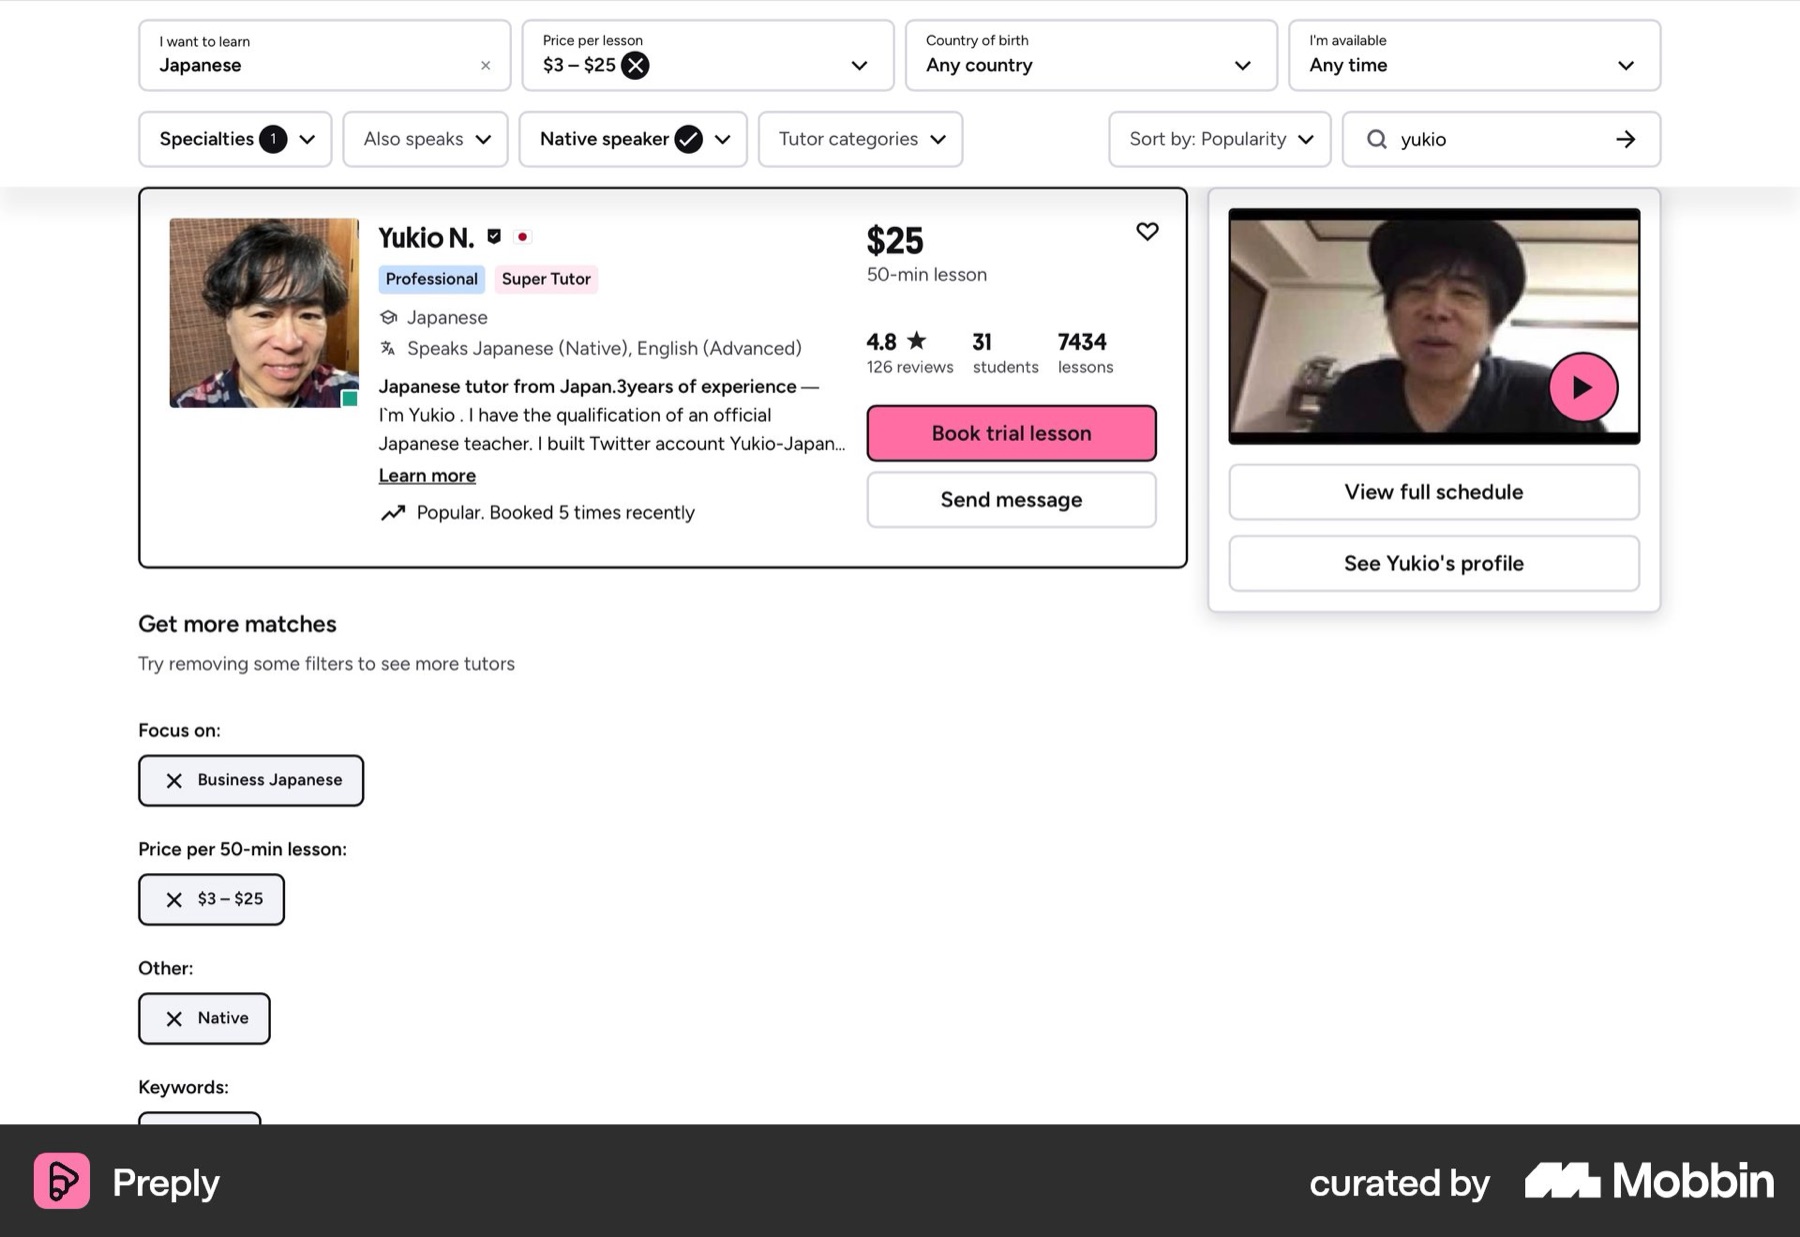 I want to learn
Japanese
Price per lesson
$3 – $25
Country of birth
Any country
I'm available
Any time
Specialties 1
Also speaks
Native speaker
Tutor categories
Sort by: Popularity
yukio
Yukio N.
Professional
Super Tutor
Japanese
Speaks Japanese (Native), English (Advanced)
Japanese tutor from Japan.3years of experience —
I`m Yukio . I have the qualification of an official
Japanese teacher. I built Twitter account Yukio-Japan...
Learn more
Popular. Booked 5 times recently
$25
50-min lesson
4.8 ★
126 reviews
31
students
7434
lessons
Book trial lesson
Send message
View full schedule
See Yukio's profile
Get more matches
Try removing some filters to see more tutors
Focus on:
Business Japanese
Price per 50-min lesson:
$3 – $25
Other:
Native
Keywords:
Preply
curated by
Mobbin